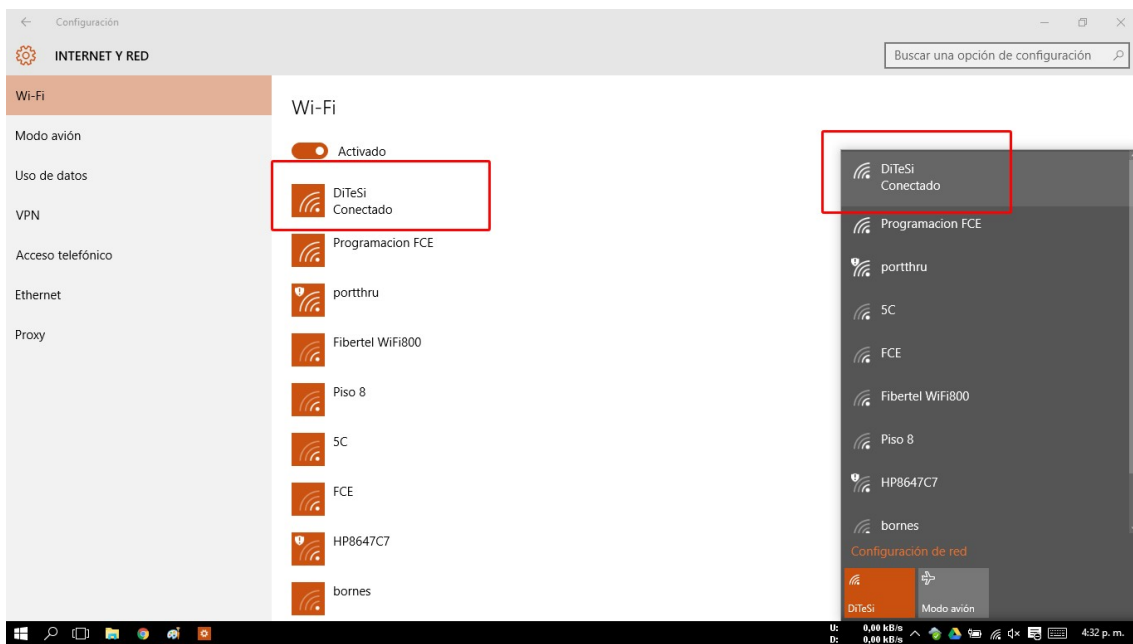 Configuración
INTERNET Y RED
Buscar una opción de configuración
Wi-Fi
Modo avión
Uso de datos
VPN
Acceso telefónico
Ethernet
Proxy
Wi-Fi
Activado
DiTeSi
Conectado
Programacion FCE
portthru
Fibertel WiFi800
Piso 8
5C
FCE
HP8647C7
bornes
DiTeSi
Conectado
Programacion FCE
portthru
5C
FCE
Fibertel WiFi800
Piso 8
HP8647C7
bornes
Configuración de red
DiTeSi
Modo avión
U: 0,00 kB/s
D: 0,00 kB/s
4:32 p. m.